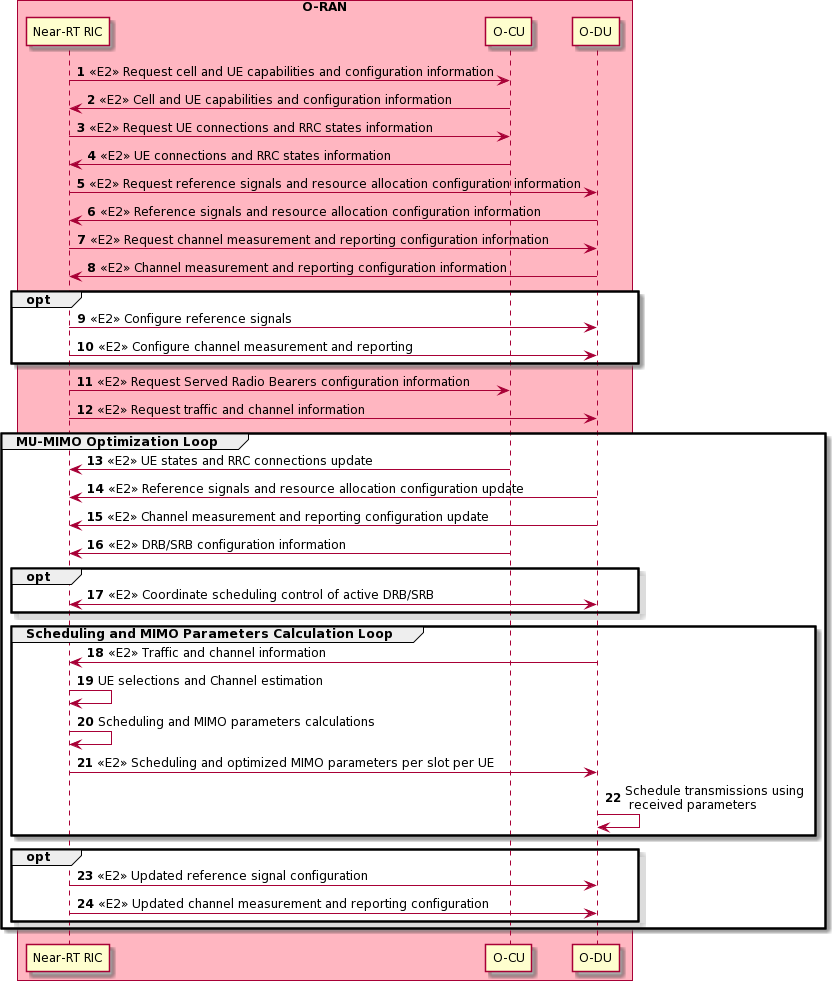 O-RAN
Near-RT RIC
O-CU
O-DU
1 «E2» Request cell and UE capabilities and configuration information
2 «E2» Cell and UE capabilities and configuration information
3 «E2» Request UE connections and RRC states information
4 «E2» UE connections and RRC states information
5 «E2» Request reference signals and resource allocation configuration information
6 «E2» Reference signals and resource allocation configuration information
7 «E2» Request channel measurement and reporting configuration information
8 «E2» Channel measurement and reporting configuration information
opt
9 «E2» Configure reference signals
10 «E2» Configure channel measurement and reporting
11 «E2» Request Served Radio Bearers configuration information
12 «E2» Request traffic and channel information
MU-MIMO Optimization Loop
13 «E2» UE states and RRC connections update
14 «E2» Reference signals and resource allocation configuration update
15 «E2» Channel measurement and reporting configuration update
16 «E2» DRB/SRB configuration information
opt
17 «E2» Coordinate scheduling control of active DRB/SRB
Scheduling and MIMO Parameters Calculation Loop
18 «E2» Traffic and channel information
19 UE selections and Channel estimation
20 Scheduling and MIMO parameters calculations
21 «E2» Scheduling and optimized MIMO parameters per slot per UE
22 Schedule transmissions using
received parameters
opt
23 «E2» Updated reference signal configuration
24 «E2» Updated channel measurement and reporting configuration
Near-RT RIC
O-CU
O-DU